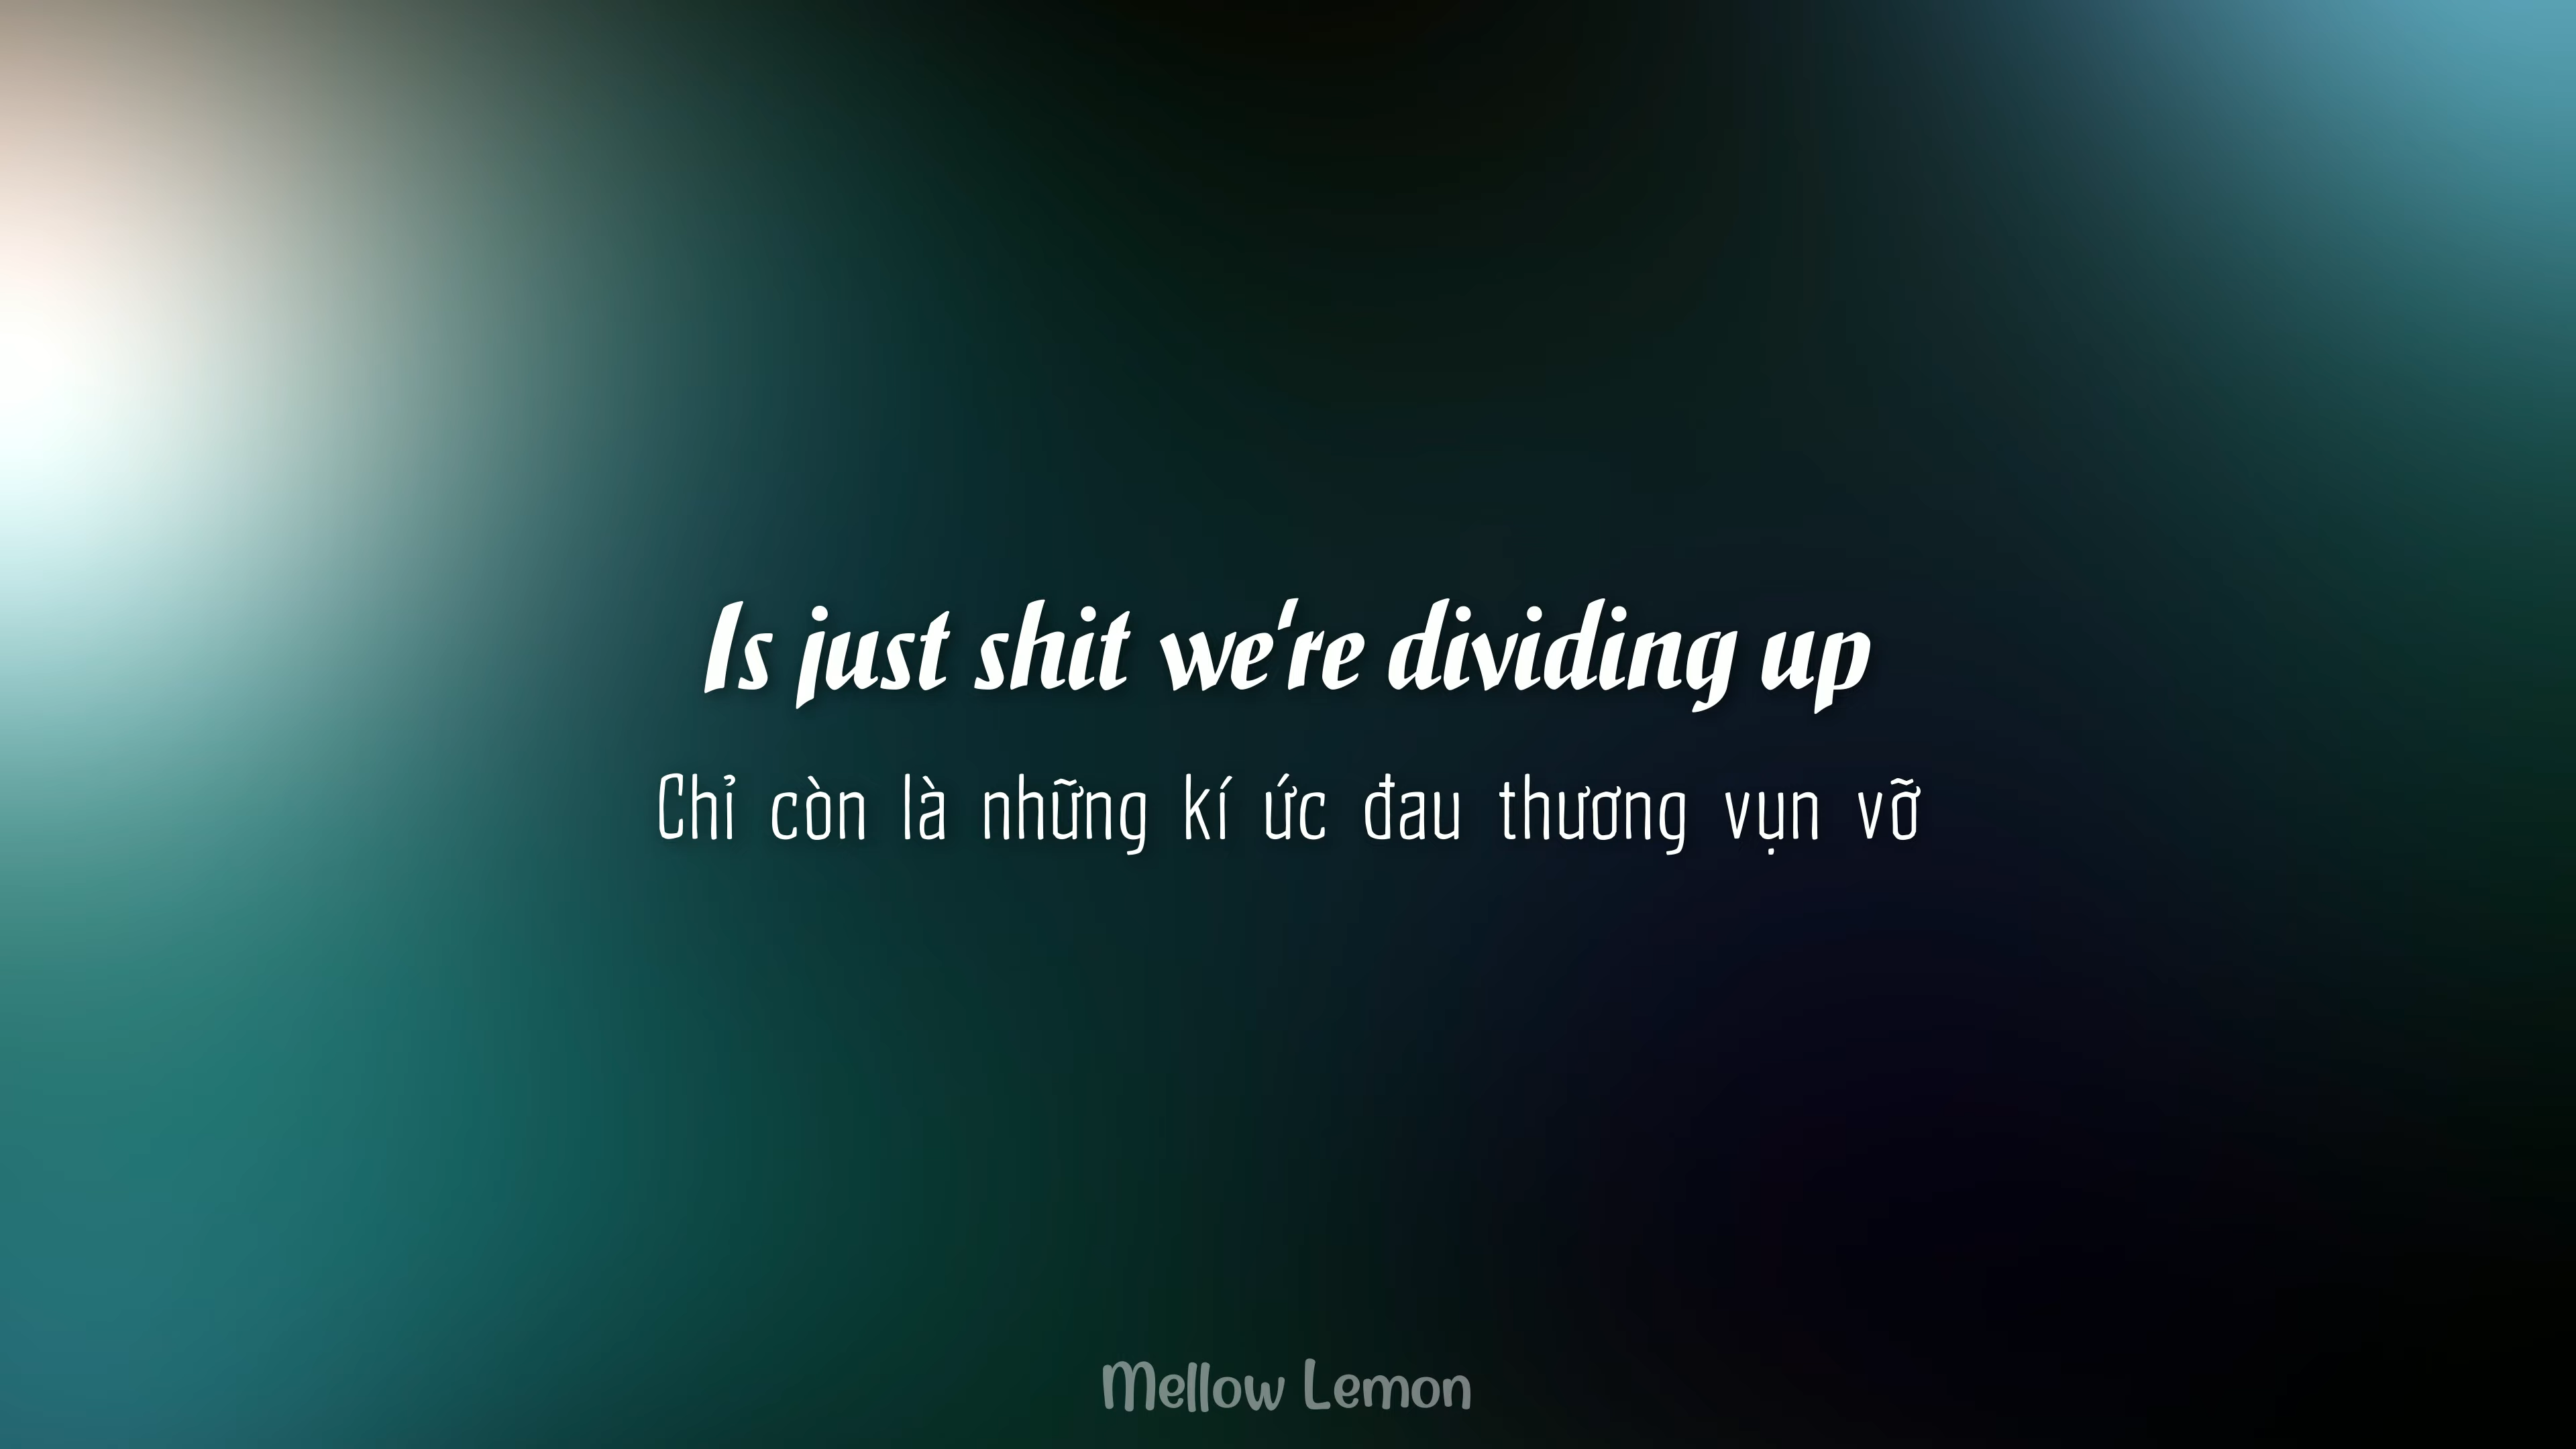 Is just shit we're dividing up
Chỉ còn là những kí ức đau thương vụn vỡ
Mellow Lemon